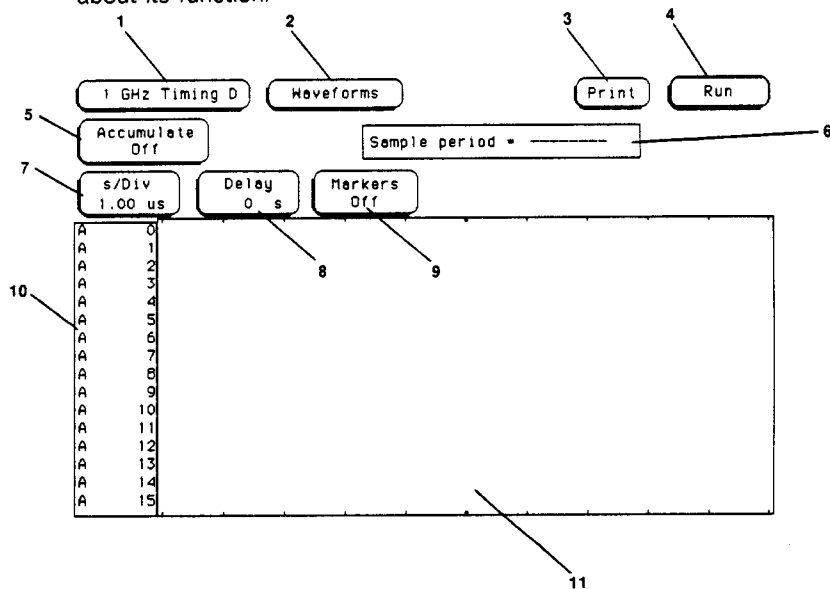 about its function.
1 2 3 4
1 GHz Timing D Waveforms Print Run
5
Accumulate
Off
Sample period = --------
6
7
s/Div
1.00 us
Delay
0 s
Markers
Off
8 9
10
A 0
A 1
A 2
A 3
A 4
A 5
A 6
A 7
A 8
A 9
A 10
A 11
A 12
A 13
A 14
A 15
11